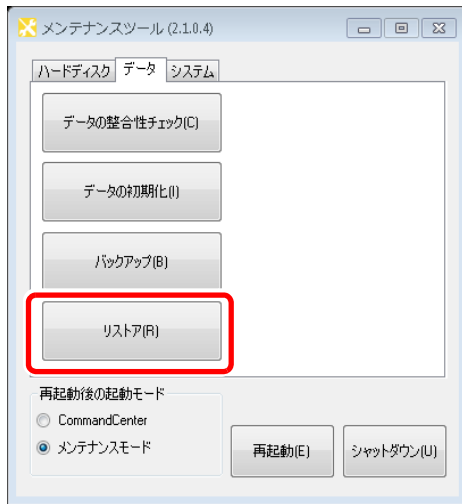 メンテナンスツール (2.1.0.4)
ハードディスク データ システム
データの整合性チェック(C)
データの初期化(I)
バックアップ(B)
リストア(R)
再起動後の起動モード
CommandCenter
メンテナンスモード
再起動(E) シャットダウン(U)